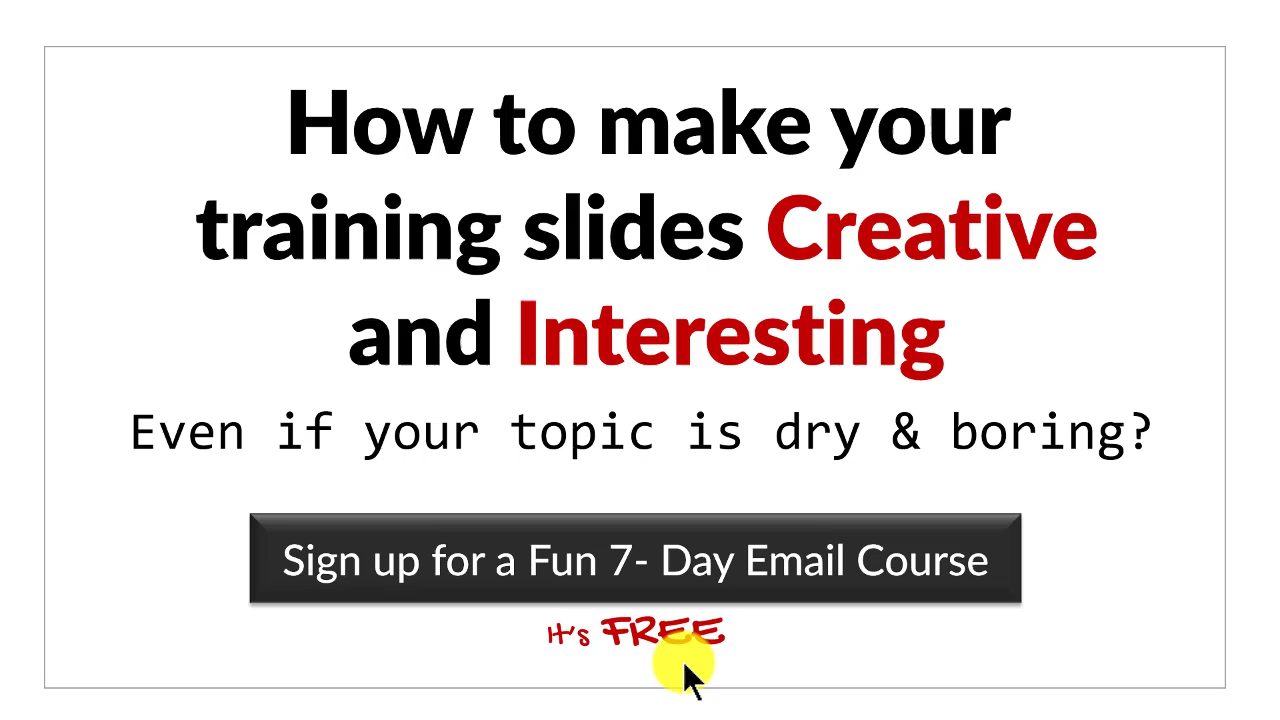 How to make your
training slides Creative
and Interesting
Even if your topic is dry & boring?
Sign up for a Fun 7- Day Email Course
It's FREE